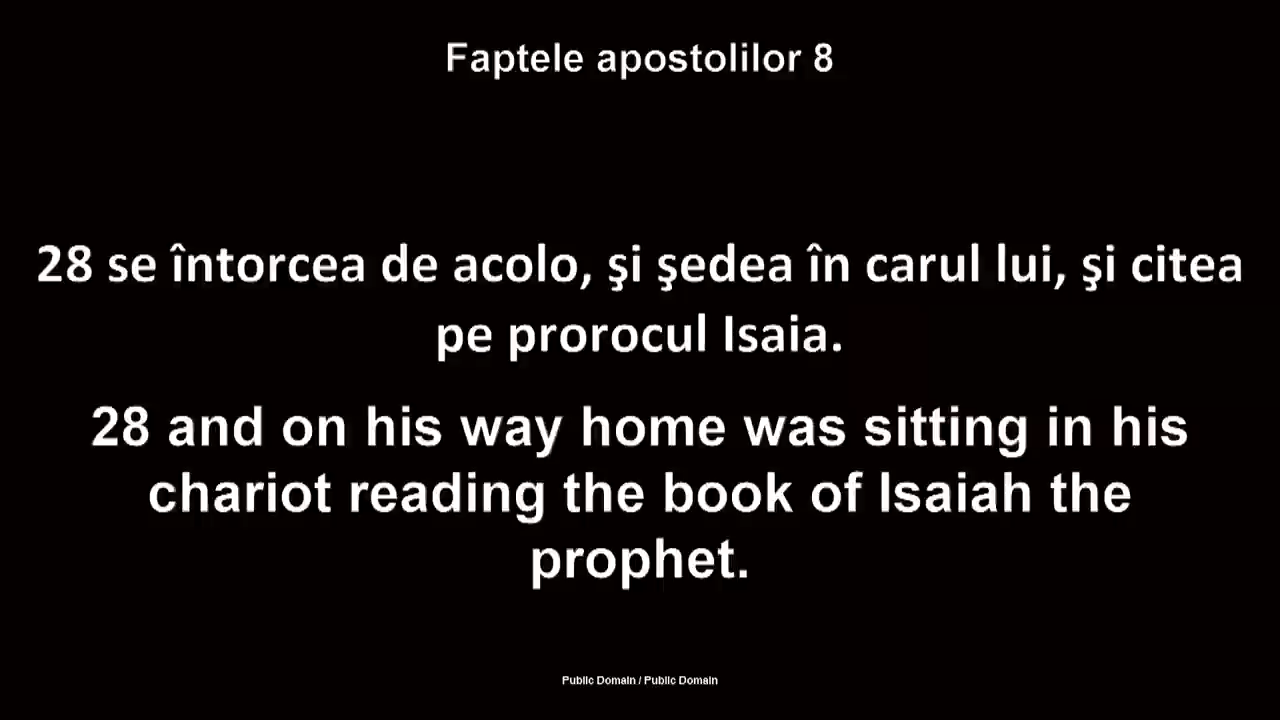 Faptele apostolilor 8
28 se întorcea de acolo, şi şedea în carul lui, şi citea
pe prorocul Isaia.
28 and on his way home was sitting in his
chariot reading the book of Isaiah the
prophet.
Public Domain / Public Domain